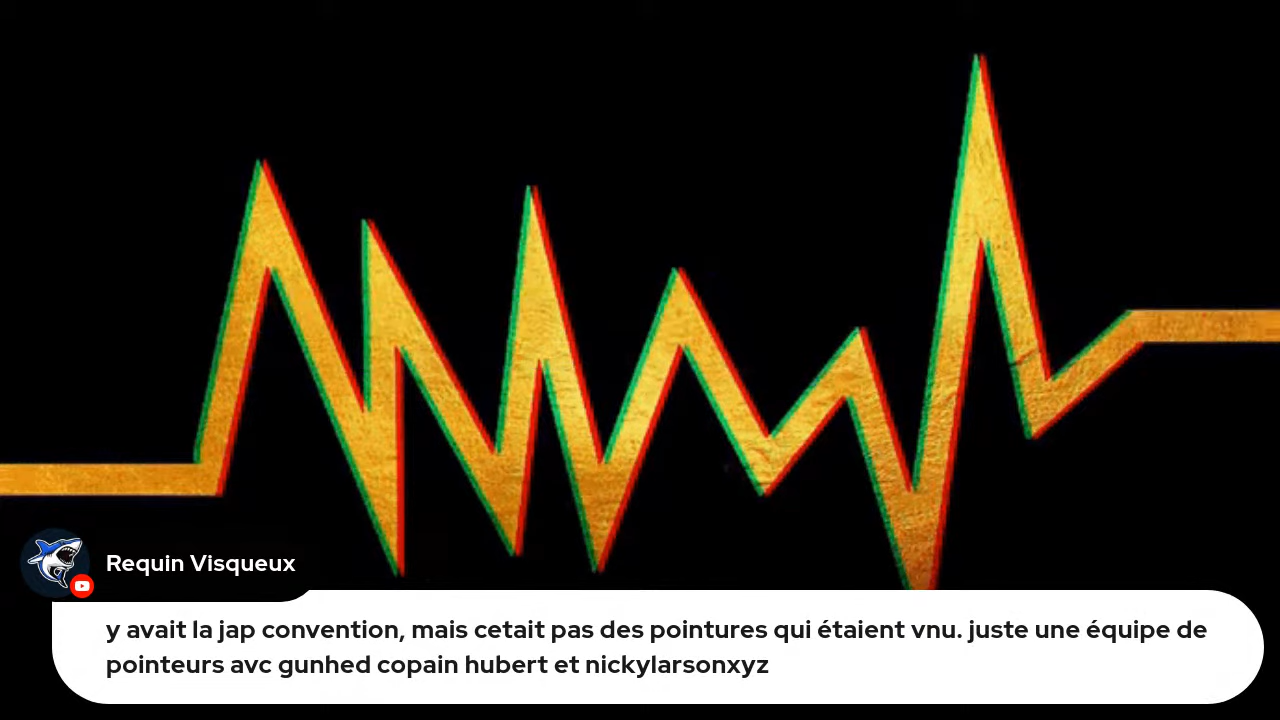 Requin Visqueux
y avait la jap convention, mais cetait pas des pointures qui étaient vnu. juste une équipe de
pointeurs avc gunhed copain hubert et nickylarsonxyz